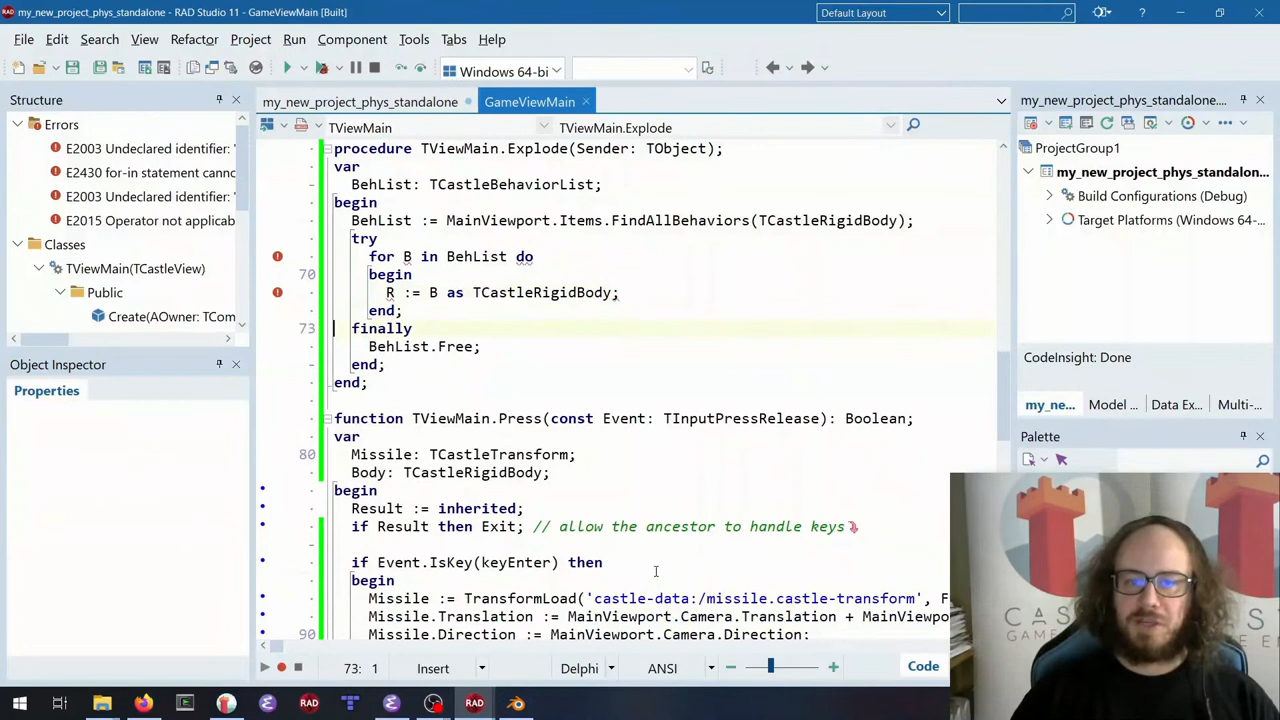 my_new_project_phys_standalone - RAD Studio 11 - GameViewMain [Built]
Default Layout
File Edit Search View Refactor Project Run Component Tools Tabs Help
Windows 64-bi
Structure
my_new_project_phys_standalone
GameViewMain
my_new_project_phys_standalone....
Errors
E2003 Undeclared identifier: '
E2430 for-in statement cannc
E2003 Undeclared identifier: '
E2015 Operator not applicab
Classes
TViewMain(TCastleView)
Public
Create(AOwner: TCom
TViewMain
TViewMain.Explode
procedure TViewMain.Explode(Sender: TObject);
var
BehList: TCastleBehaviorList;
begin
BehList := MainViewport.Items.FindAllBehaviors(TCastleRigidBody);
try
for B in BehList do
70 begin
R := B as TCastleRigidBody;
end;
73 finally
BehList.Free;
end;
end;
function TViewMain.Press(const Event: TInputPressRelease): Boolean;
var
80 Missile: TCastleTransform;
Body: TCastleRigidBody;
begin
Result := inherited;
if Result then Exit; // allow the ancestor to handle keys
if Event.IsKey(keyEnter) then
begin
Missile := TransformLoad('castle-data:/missile.castle-transform', F
Missile.Translation := MainViewport.Camera.Translation + MainViewpo
90 Missile.Direction := MainViewport.Camera.Direction;
Object Inspector
Properties
ProjectGroup1
my_new_project_phys_standalon...
Build Configurations (Debug)
Target Platforms (Windows 64-...
CodeInsight: Done
my_ne... Model ... Data Ex... Multi-...
Palette
73: 1
Insert
Delphi
ANSI
Code